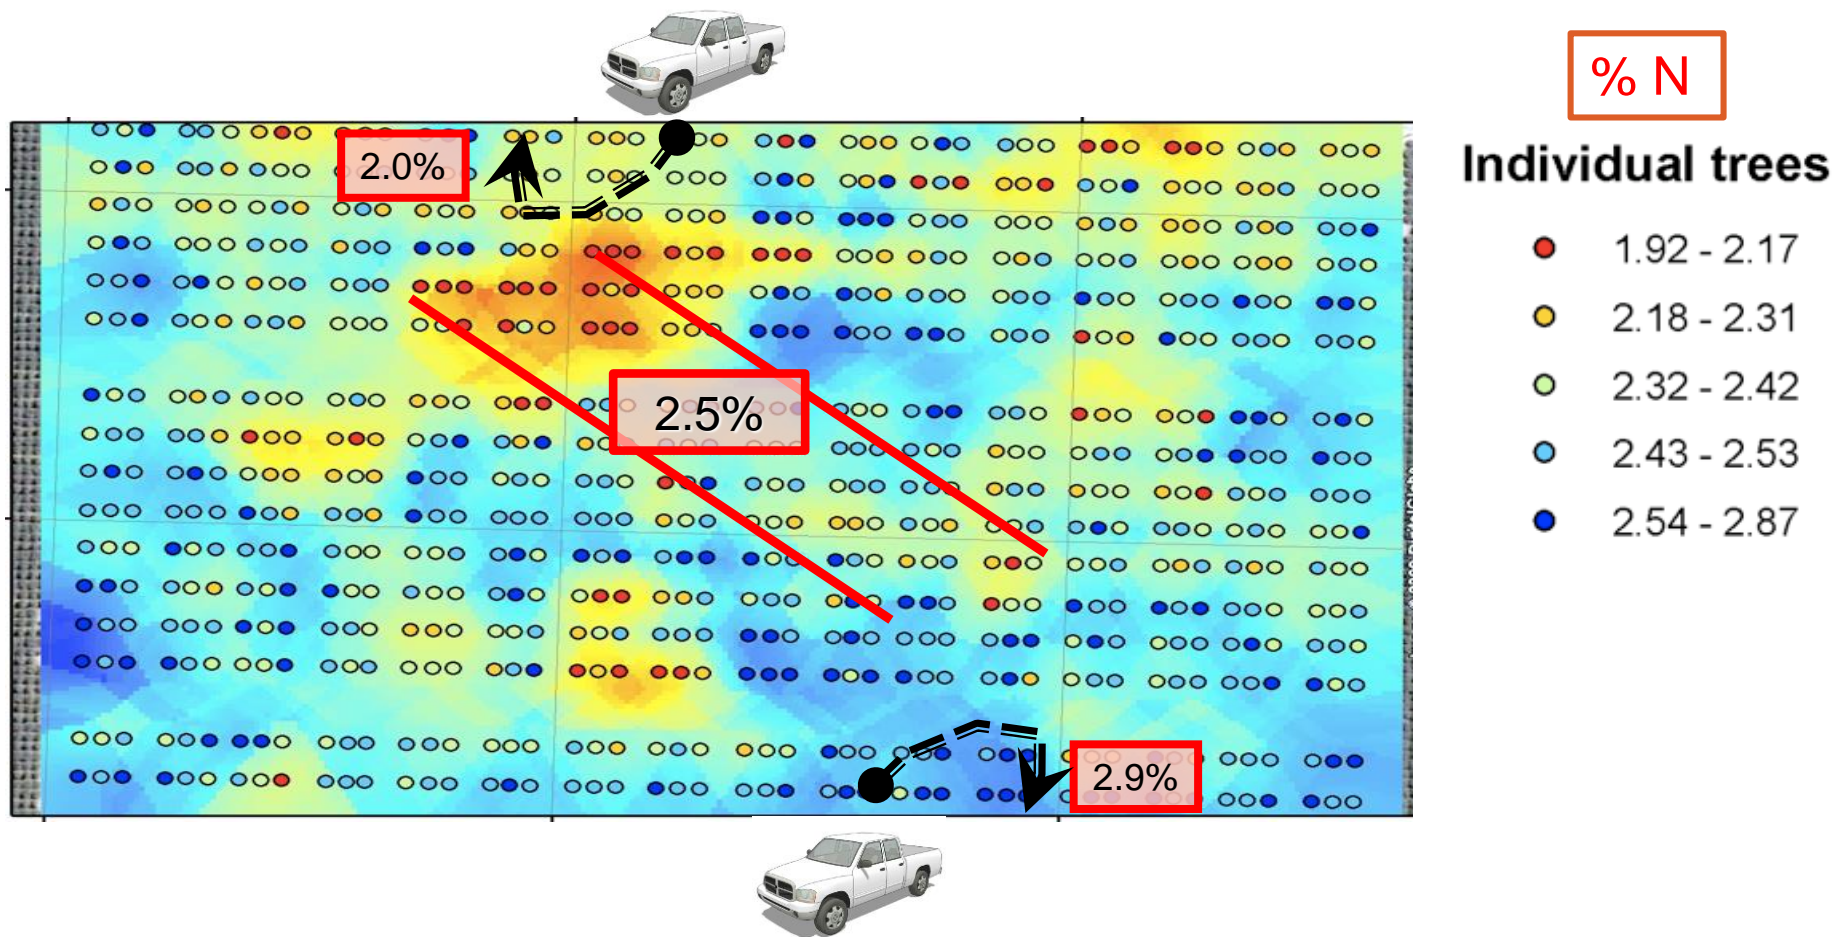 % N
Individual trees
1.92 - 2.17
2.18 - 2.31
2.32 - 2.42
2.43 - 2.53
2.54 - 2.87
2.0%
2.5%
2.9%